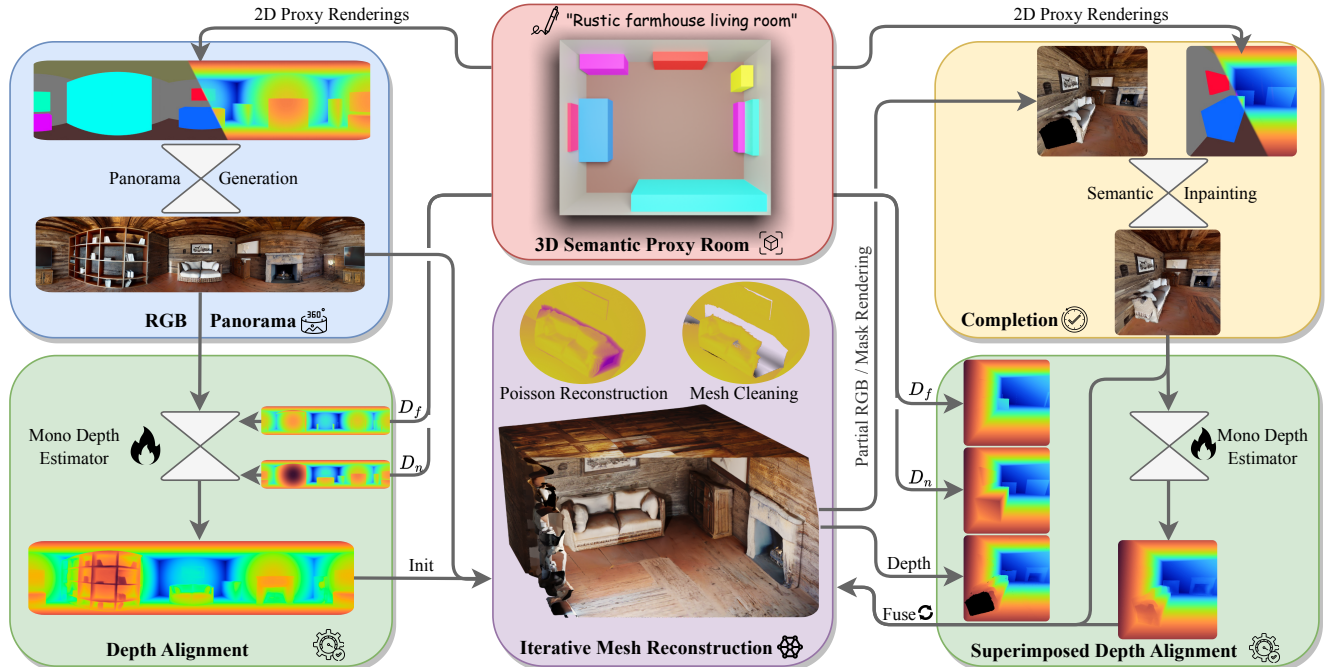 2D Proxy Renderings
"Rustic farmhouse living room"
2D Proxy Renderings
Panorama Generation
RGB Panorama
360°
3D Semantic Proxy Room
Semantic Inpainting
Completion
Mono Depth
Estimator
D_f
D_n
Init
Depth Alignment
Poisson Reconstruction
Mesh Cleaning
Iterative Mesh Reconstruction
Partial RGB / Mask Rendering
D_f
D_n
Depth
Fuse
Mono Depth
Estimator
Superimposed Depth Alignment